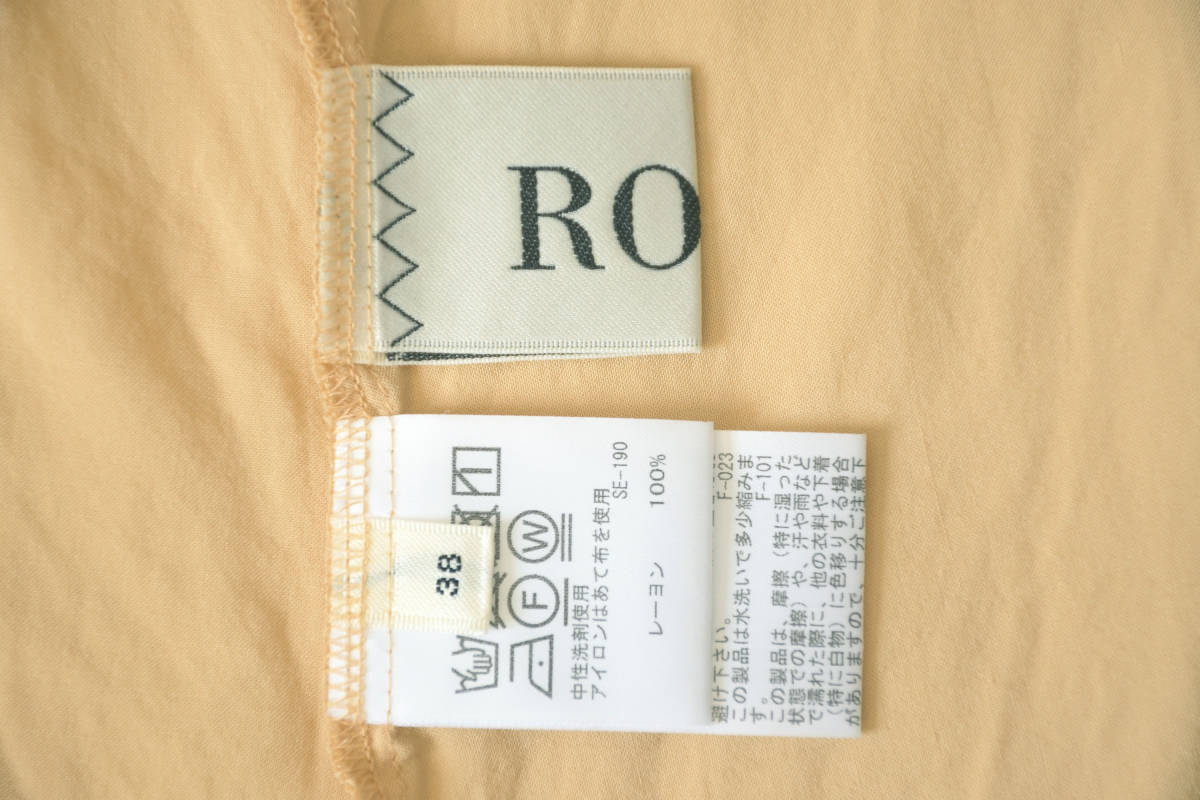 RO
38
W
F
中性洗剤使用
アイロンはあて布を使用
SE-190
レーヨン 100%
F-023
避け下さい。
この製品は水洗いで多少縮みま
す。 F-101
この製品は、摩擦（特に湿った
状態での摩擦）や、汗や雨など
で濡れた際に、他の衣料や下着
（特に白物）に色移りする場合
がありますので、十分ご注意下